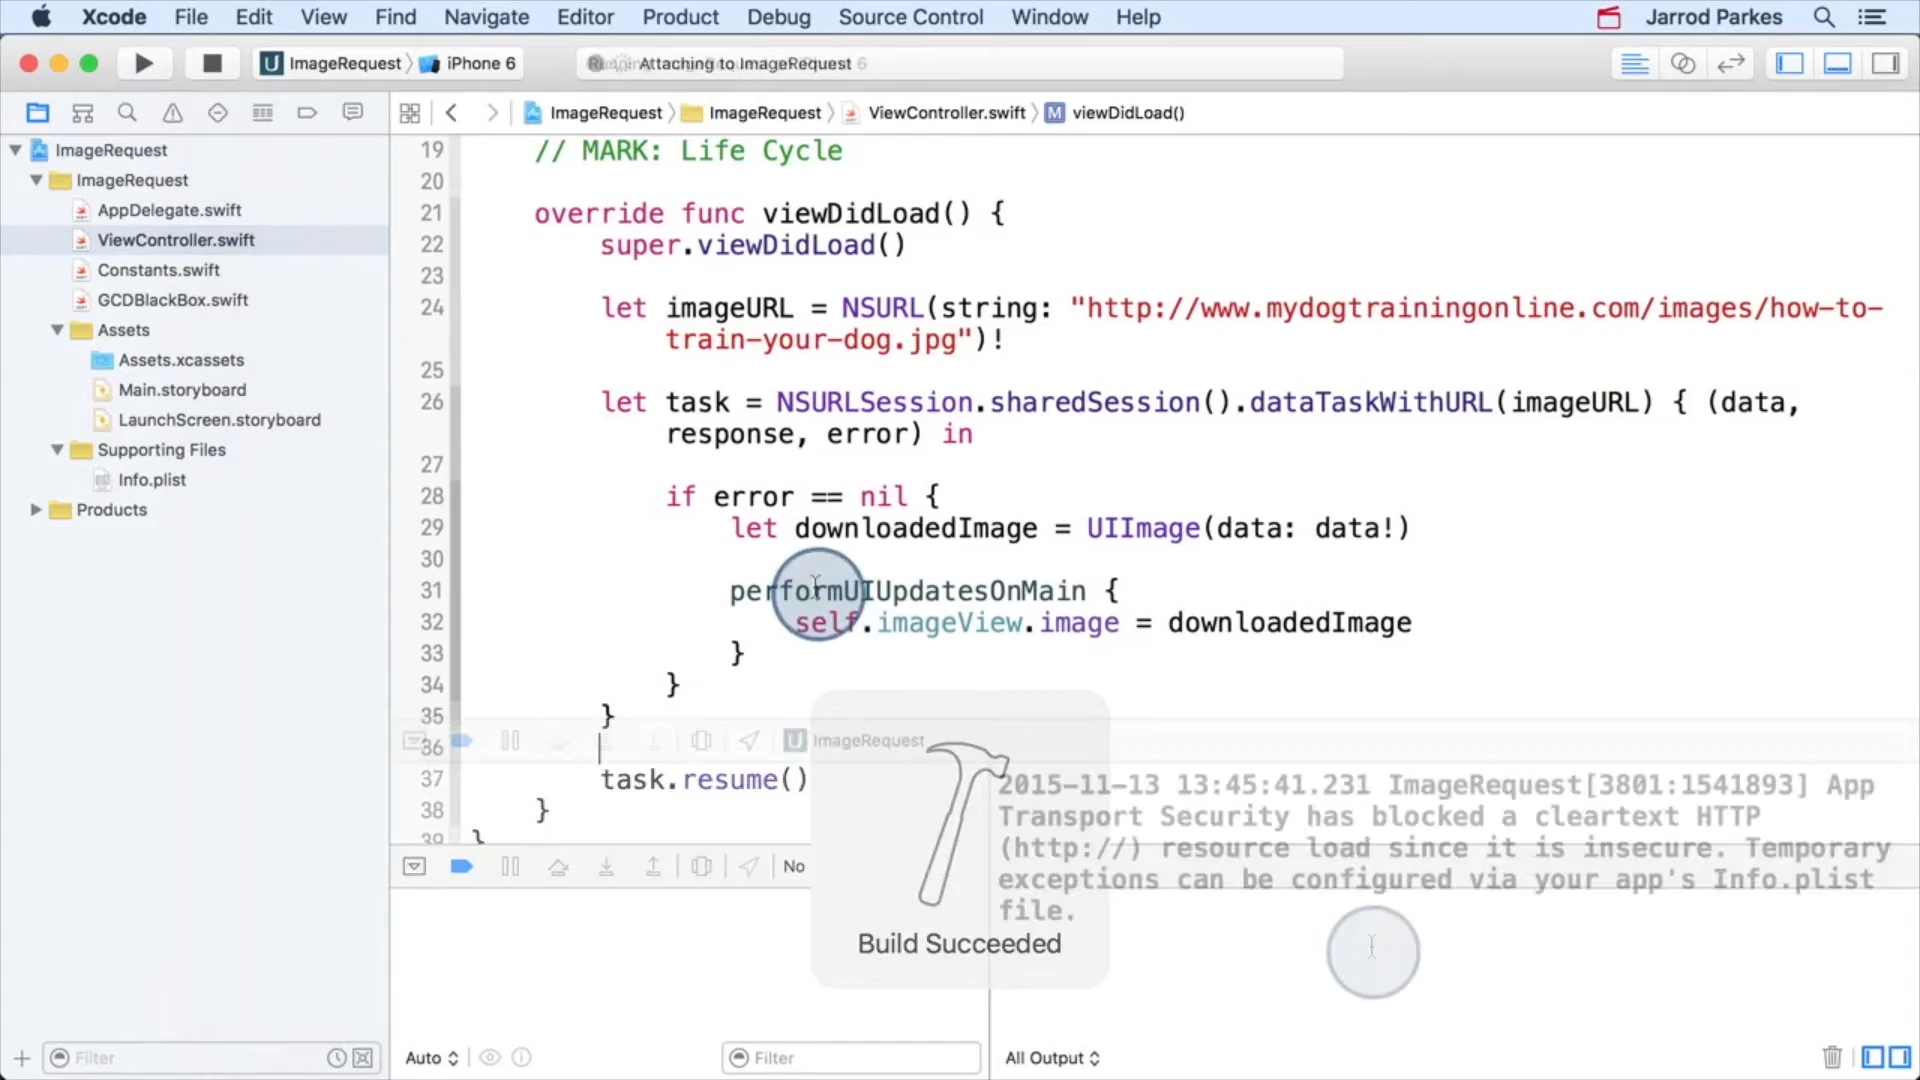 Xcode File Edit View Find Navigate Editor Product Debug Source Control Window Help Jarrod Parkes
ImageRequest iPhone 6 Attaching to ImageRequest 6
ImageRequest ImageRequest ViewController.swift M viewDidLoad()
ImageRequest
ImageRequest
AppDelegate.swift
ViewController.swift
Constants.swift
GCDBlackBox.swift
Assets
Assets.xcassets
Main.storyboard
LaunchScreen.storyboard
Supporting Files
Info.plist
Products
19 // MARK: Life Cycle
20
21 override func viewDidLoad() {
22 super.viewDidLoad()
23
24 let imageURL = NSURL(string: "http://www.mydogtrainingonline.com/images/how-to-
train-your-dog.jpg")!
25
26 let task = NSURLSession.sharedSession().dataTaskWithURL(imageURL) { (data,
response, error) in
27
28 if error == nil {
29 let downloadedImage = UIImage(data: data!)
30
31 performUIUpdatesOnMain {
32 self.imageView.image = downloadedImage
33 }
34 }
35 }
36
37 task.resume()
38 }
39 }
ImageRequest
No
2015-11-13 13:45:41.231 ImageRequest[3801:1541893] App
Transport Security has blocked a cleartext HTTP
(http://) resource load since it is insecure. Temporary
exceptions can be configured via your app's Info.plist
file.
Build Succeeded
Filter Auto Filter All Output